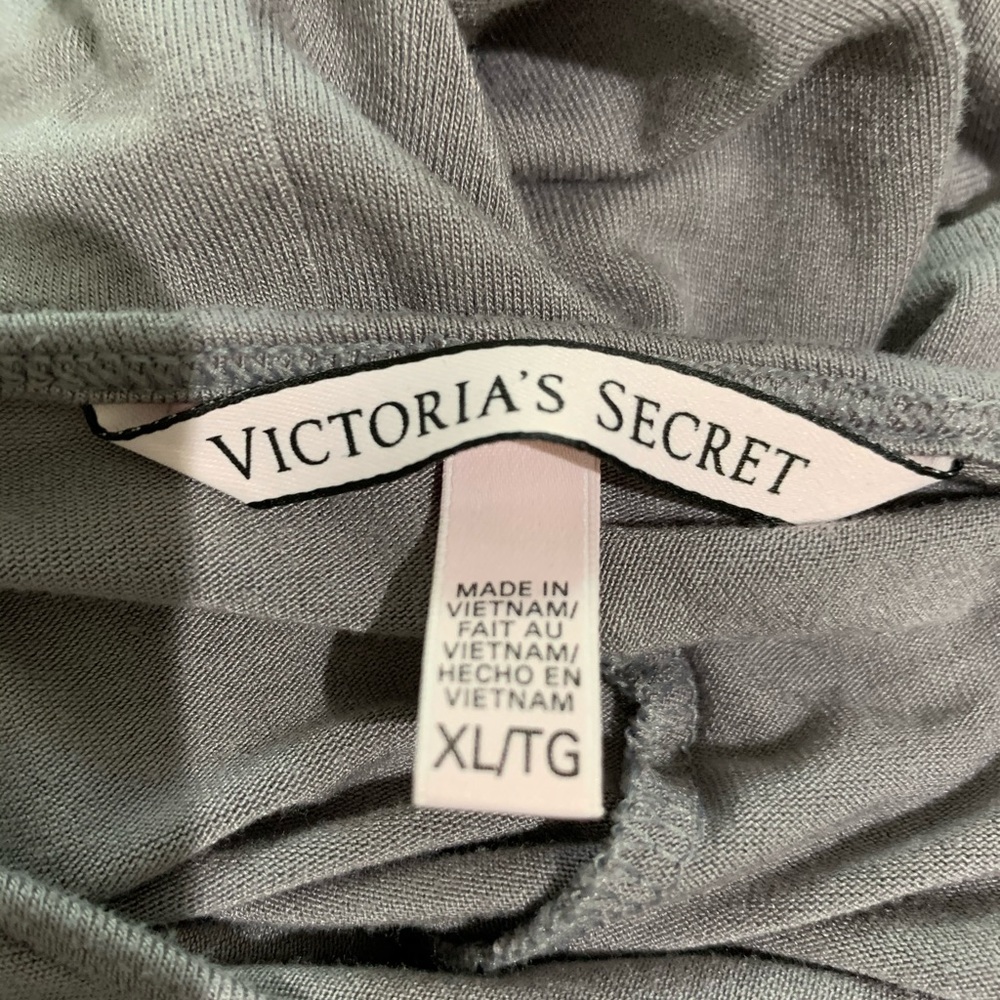 VICTORIA'S SECRET
MADE IN
VIETNAM/
FAIT AU
VIETNAM/
HECHO EN
VIETNAM
XL/TG